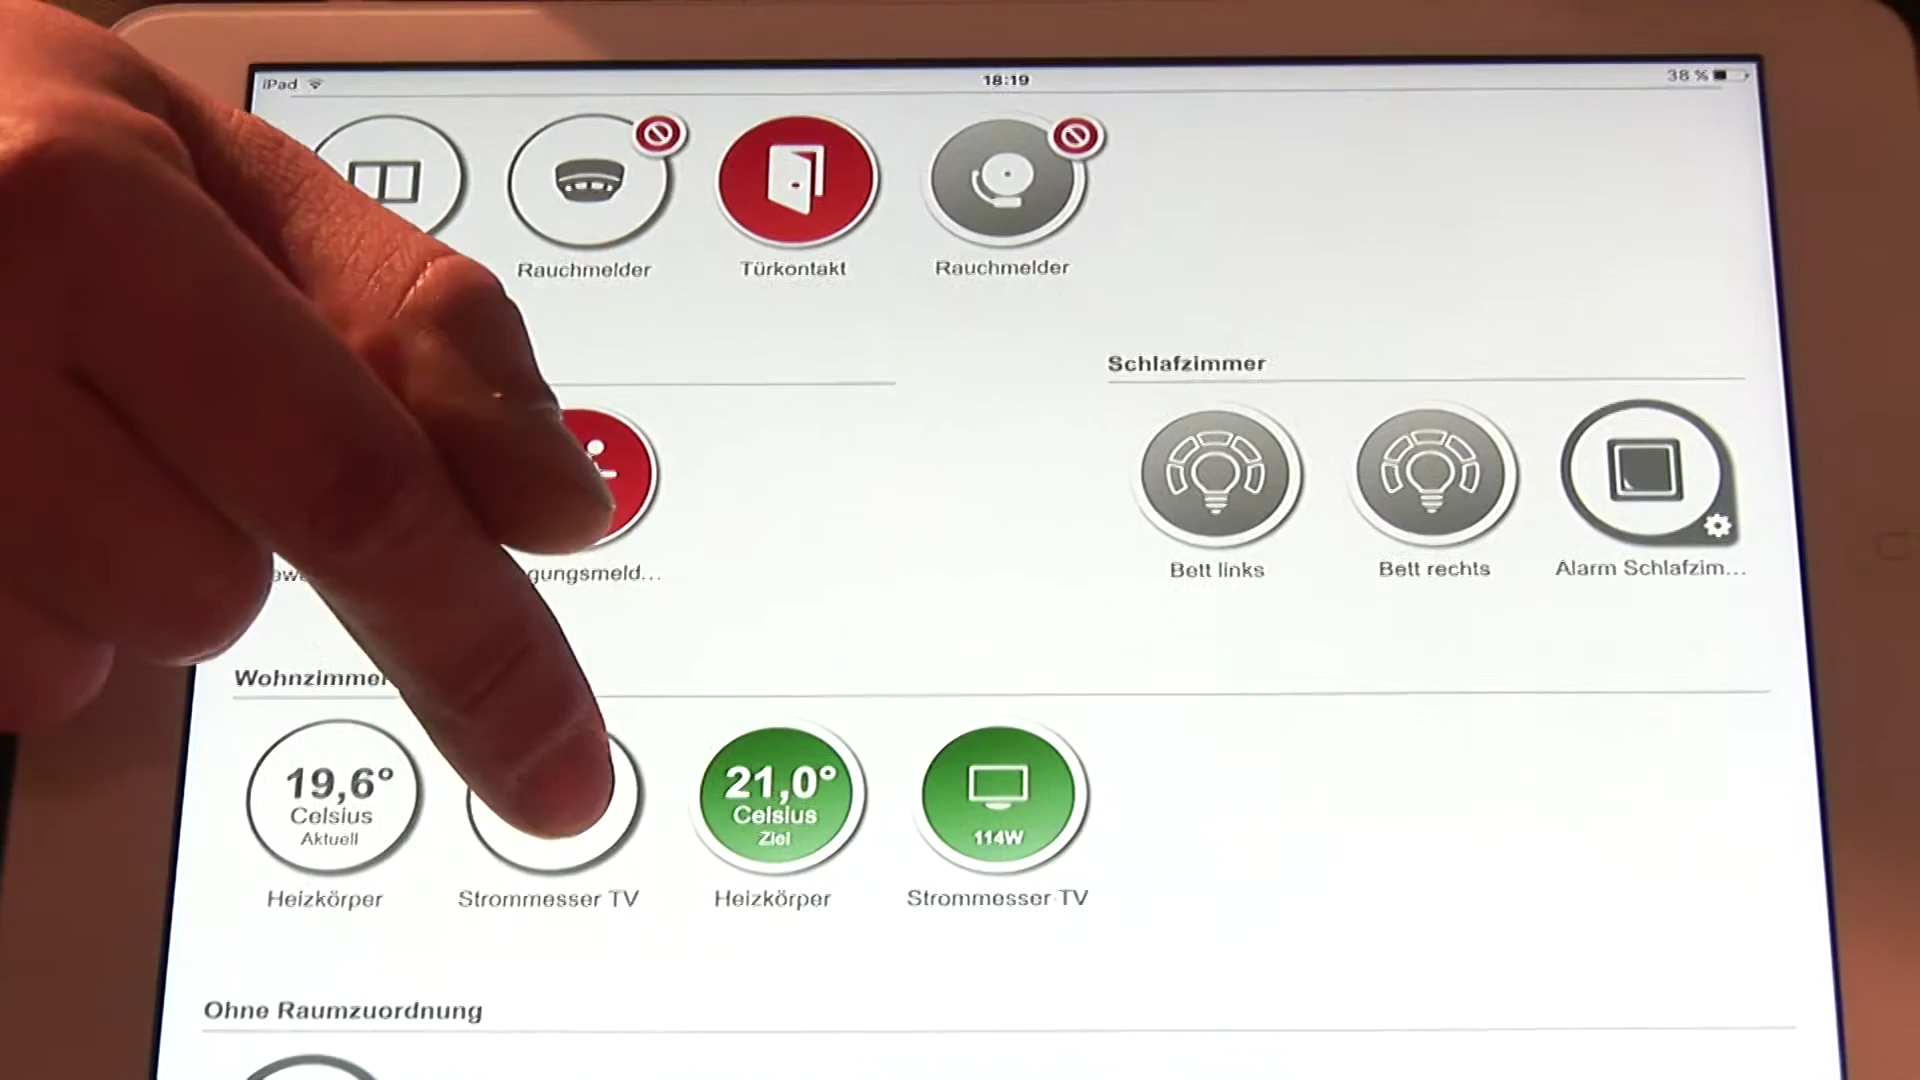 iPad
18:19
38 %
Rauchmelder
Türkontakt
Rauchmelder
Schlafzimmer
gungsmeld...
Bett links
Bett rechts
Alarm Schlafzim...
Wohnzimmer
19,6°
Celsius
Aktuell
21,0°
Celsius
Ziel
114W
Heizkörper
Strommesser TV
Heizkörper
Strommesser TV
Ohne Raumzuordnung